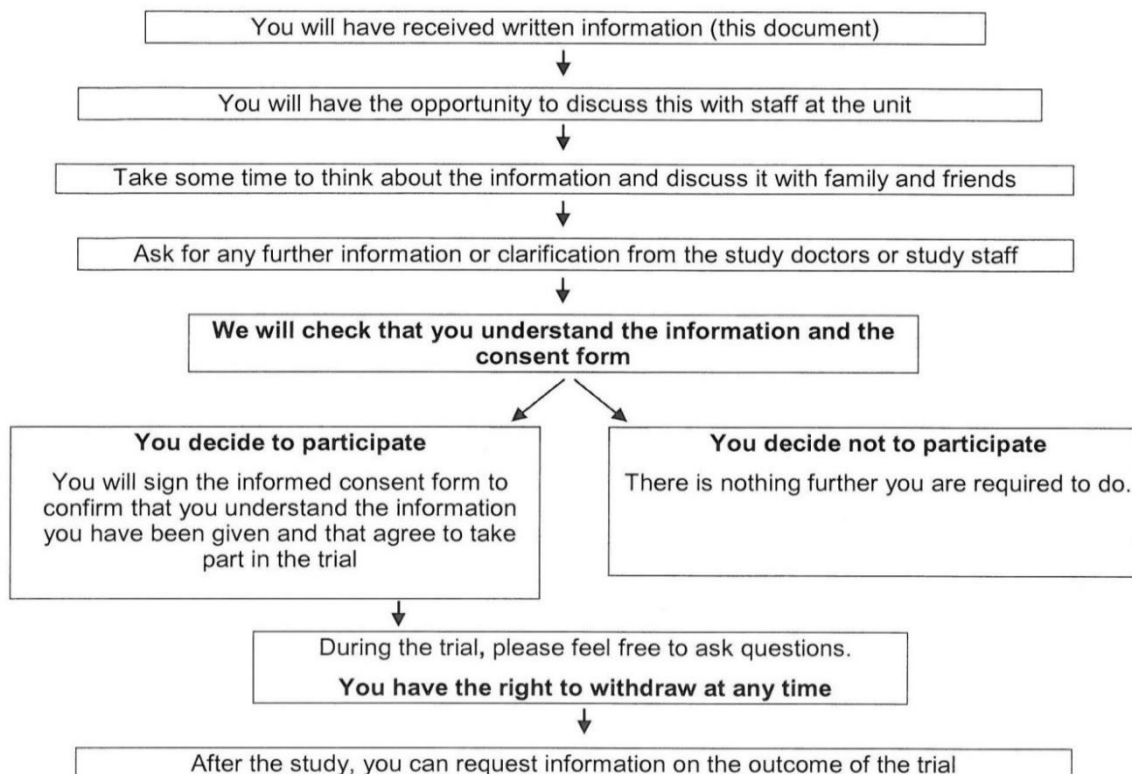 You will have received written information (this document)
You will have the opportunity to discuss this with staff at the unit
Take some time to think about the information and discuss it with family and friends
Ask for any further information or clarification from the study doctors or study staff
We will check that you understand the information and the
consent form
You decide to participate
You will sign the informed consent form to
confirm that you understand the information
you have been given and that agree to take
part in the trial
You decide not to participate
There is nothing further you are required to do.
During the trial, please feel free to ask questions.
You have the right to withdraw at any time
After the study, you can request information on the outcome of the trial